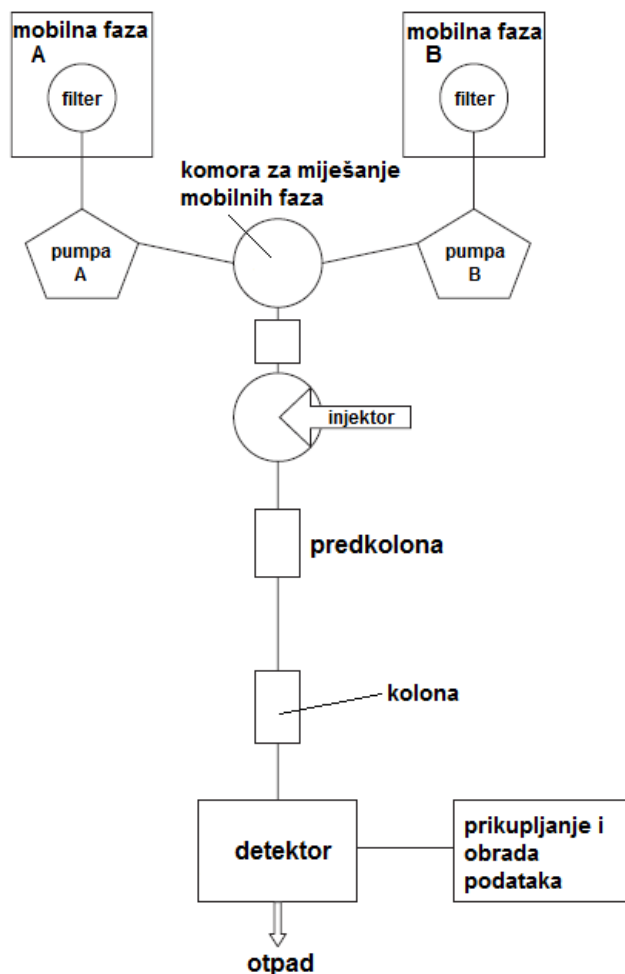 mobilna faza
A
filter
mobilna faza
B
filter
komora za miješanje
mobilnih faza
pumpa
A
pumpa
B
injektor
predkolona
kolona
detektor
prikupljanje i
obrada
podataka
otpad